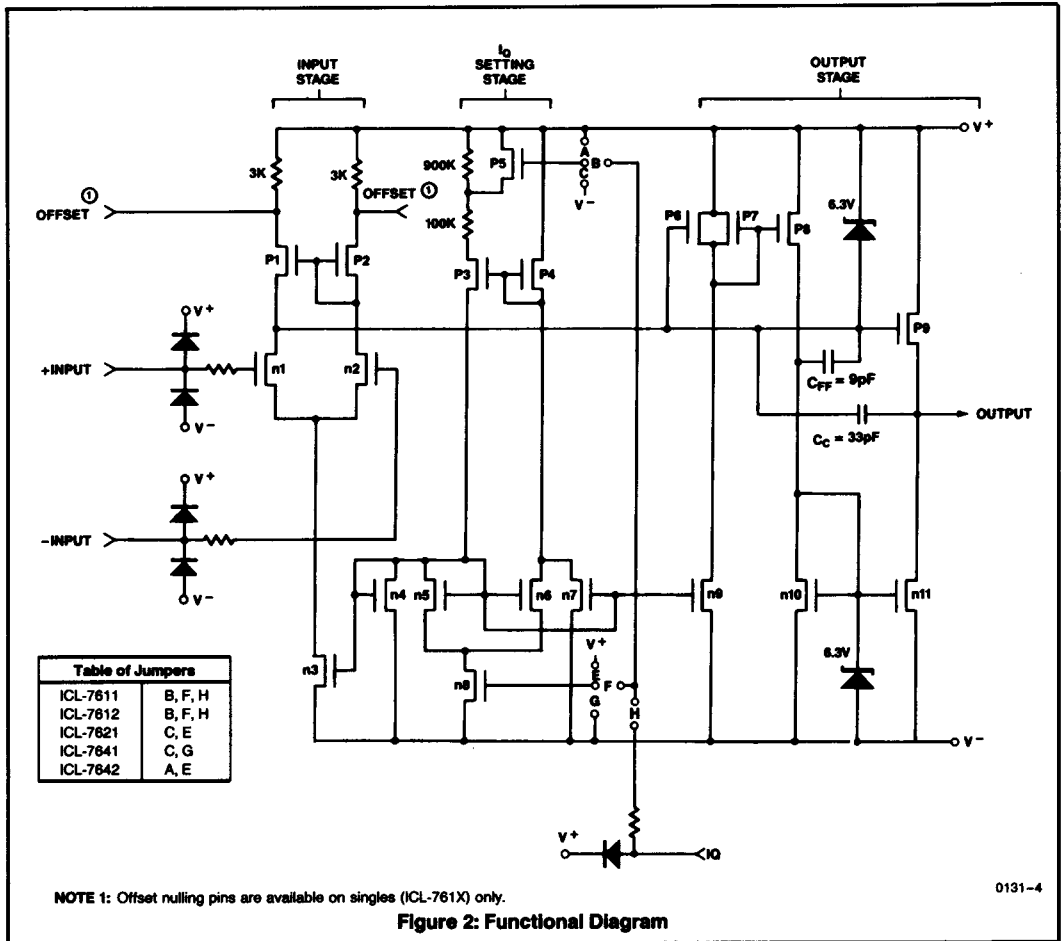 INPUT
STAGE
IQ
SETTING
STAGE
OUTPUT
STAGE
V+
3K
3K
900K
P5
A
B
C
V−
OFFSET ①
OFFSET ①
100K
6.3V
P1
P2
P3
P4
P6
P7
P8
P9
V+
+INPUT
n1
n2
CFF = 9pF
V−
OUTPUT
CC = 33pF
V+
−INPUT
V−
n4
n5
n6
n7
n9
n10
n11
V+
6.3V
n3
n8
E
F
G
H
V−
Table of Jumpers
ICL-7611 B, F, H
ICL-7612 B, F, H
ICL-7621 C, E
ICL-7641 C, G
ICL-7642 A, E
V+
IQ
NOTE 1: Offset nulling pins are available on singles (ICL-761X) only.
0131–4
Figure 2: Functional Diagram